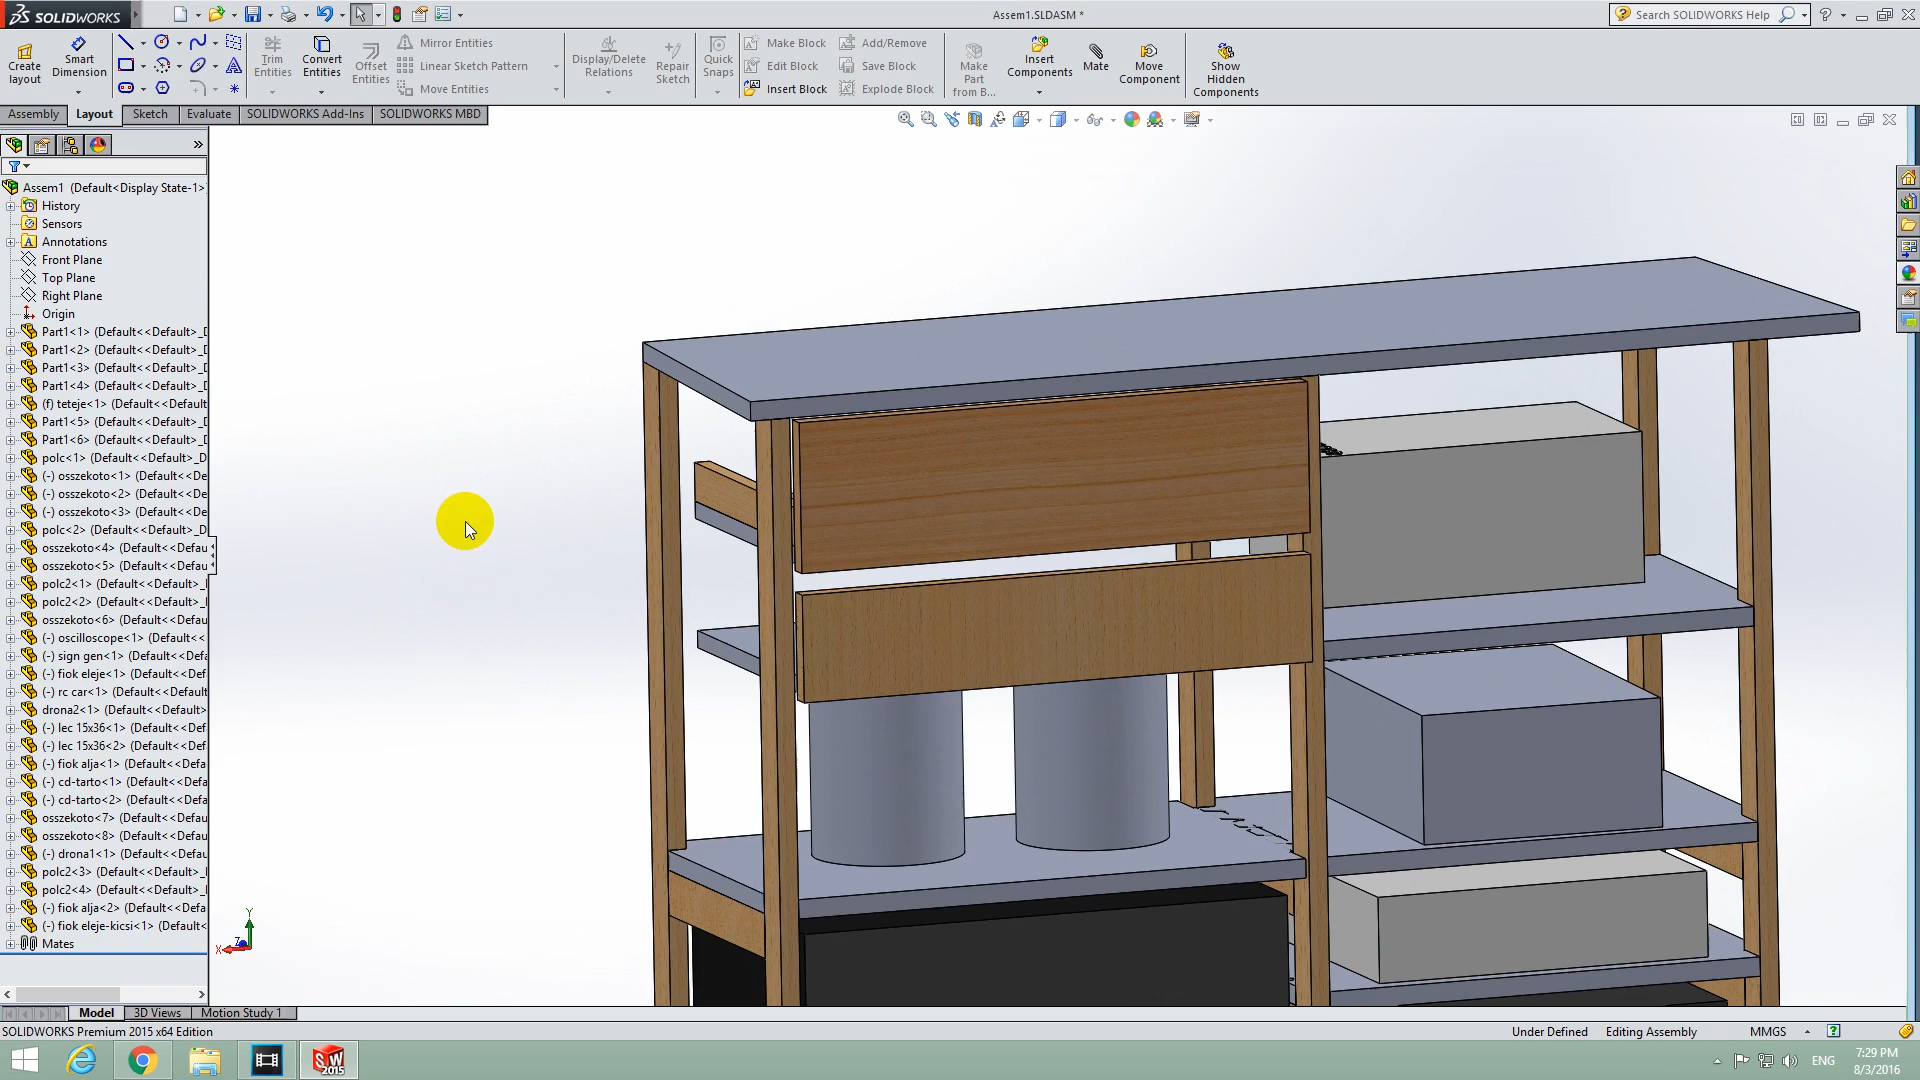 SOLIDWORKS
Assem1.SLDASM *
Search SOLIDWORKS Help
Create layout
Smart Dimension
Trim Entities
Convert Entities
Offset Entities
Mirror Entities
Linear Sketch Pattern
Move Entities
Display/Delete Relations
Repair Sketch
Quick Snaps
Make Block
Edit Block
Insert Block
Add/Remove
Save Block
Explode Block
Make Part from B...
Insert Components
Mate
Move Component
Show Hidden Components
Assembly
Layout
Sketch
Evaluate
SOLIDWORKS Add-Ins
SOLIDWORKS MBD
Assem1 (Default<Display State-1>
History
Sensors
Annotations
Front Plane
Top Plane
Right Plane
Origin
Part1<1> (Default<<Default>_D
Part1<2> (Default<<Default>_D
Part1<3> (Default<<Default>_D
Part1<4> (Default<<Default>_D
(f) teteje<1> (Default<<Default
Part1<5> (Default<<Default>_D
Part1<6> (Default<<Default>_D
polc<1> (Default<<Default>_D
(-) osszekoto<1> (Default<<De
(-) osszekoto<2> (Default<<De
(-) osszekoto<3> (Default<<De
polc<2> (Default<<Default>_D
osszekoto<4> (Default<<Defau
osszekoto<5> (Default<<Defau
polc2<1> (Default<<Default>_
polc2<2> (Default<<Default>_
osszekoto<6> (Default<<Defau
(-) oscilloscope<1> (Default<<
(-) sign gen<1> (Default<<Defa
(-) fiok eleje<1> (Default<<Def
(-) rc car<1> (Default<<Default
drona2<1> (Default<<Default>
(-) lec 15x36<1> (Default<<Def
(-) lec 15x36<2> (Default<<Def
(-) fiok alja<1> (Default<<Defa
(-) cd-tarto<1> (Default<<Defa
(-) cd-tarto<2> (Default<<Defa
osszekoto<7> (Default<<Defau
osszekoto<8> (Default<<Defau
(-) drona1<1> (Default<<Defau
polc2<3> (Default<<Default>_
polc2<4> (Default<<Default>_
(-) fiok alja<2> (Default<<Defa
(-) fiok eleje-kicsi<1> (Default<
Mates
Y
X
Z
Model
3D Views
Motion Study 1
SOLIDWORKS Premium 2015 x64 Edition
Under Defined
Editing Assembly
MMGS
SW
2015
ENG
7:29 PM
8/3/2016